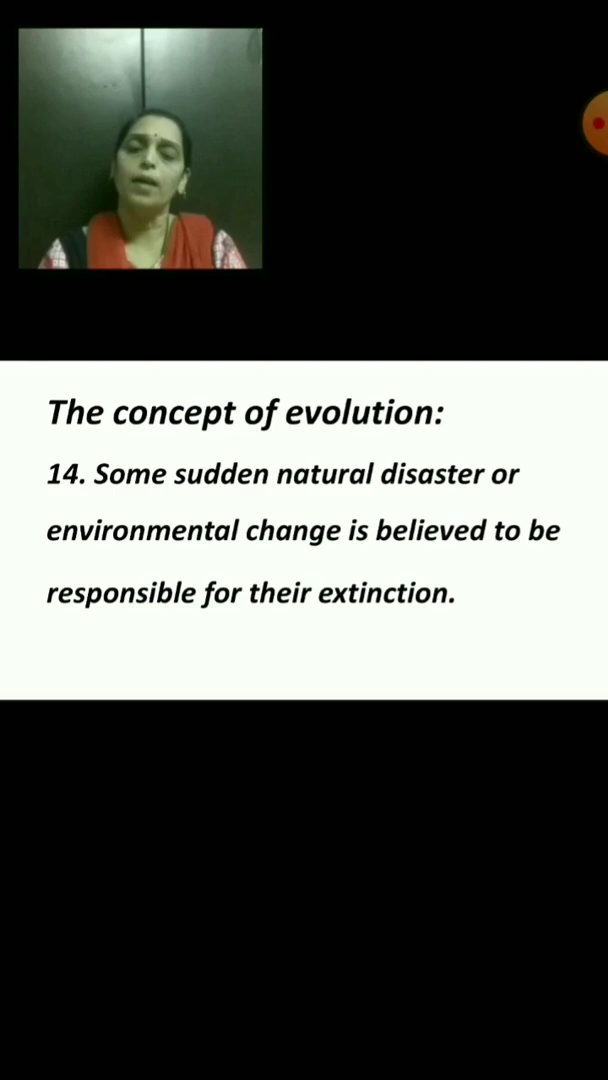 The concept of evolution:
14. Some sudden natural disaster or
environmental change is believed to be
responsible for their extinction.